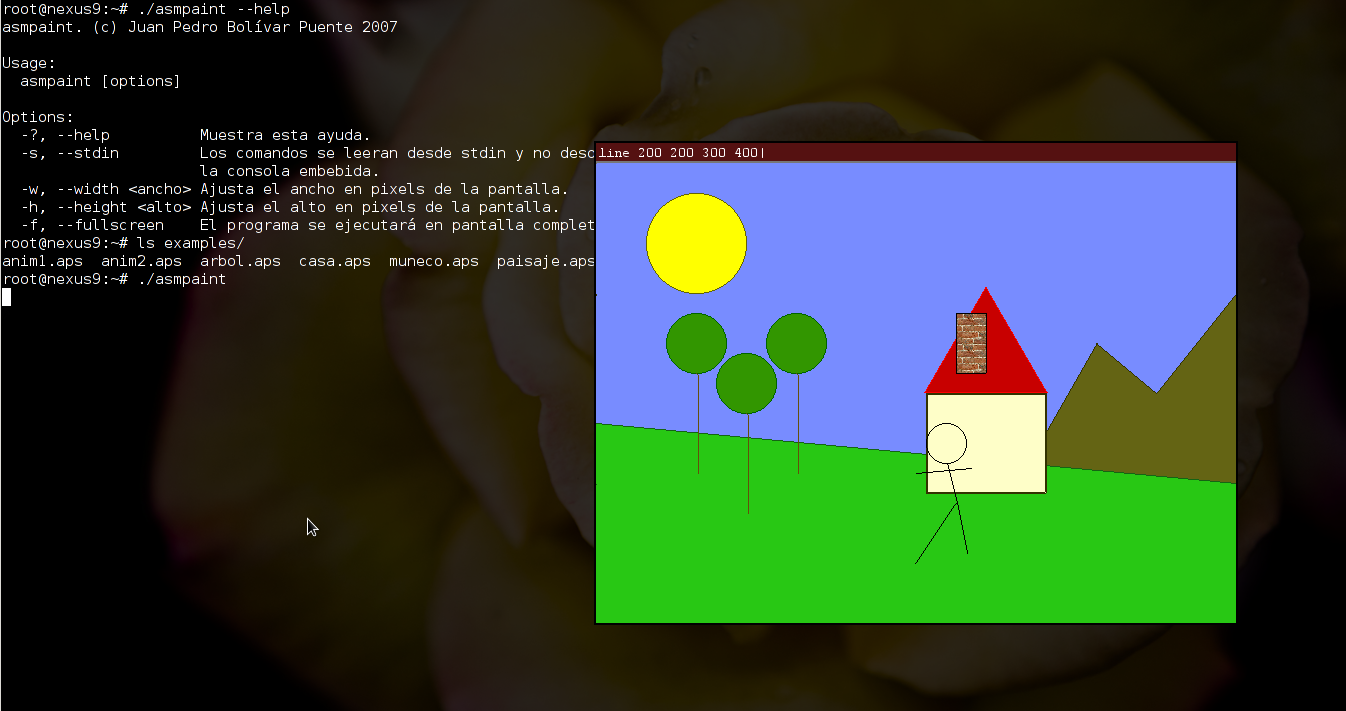 root@nexus9:~# ./asmpaint --help
asmpaint. (c) Juan Pedro Bolívar Puente 2007
Usage:
asmpaint [options]
Options:
-?, --help Muestra esta ayuda.
-s, --stdin Los comandos se leeran desde stdin y no
la consola embebida.
-w, --width <ancho> Ajusta el ancho en pixels de la pantalla.
-h, --height <alto> Ajusta el alto en pixels de la pantalla.
-f, --fullscreen El programa se ejecutará en pantalla complet
root@nexus9:~# ls examples/
anim1.aps anim2.aps arbol.aps casa.aps muneco.aps paisaje.aps
root@nexus9:~# ./asmpaint
line 200 200 300 400|